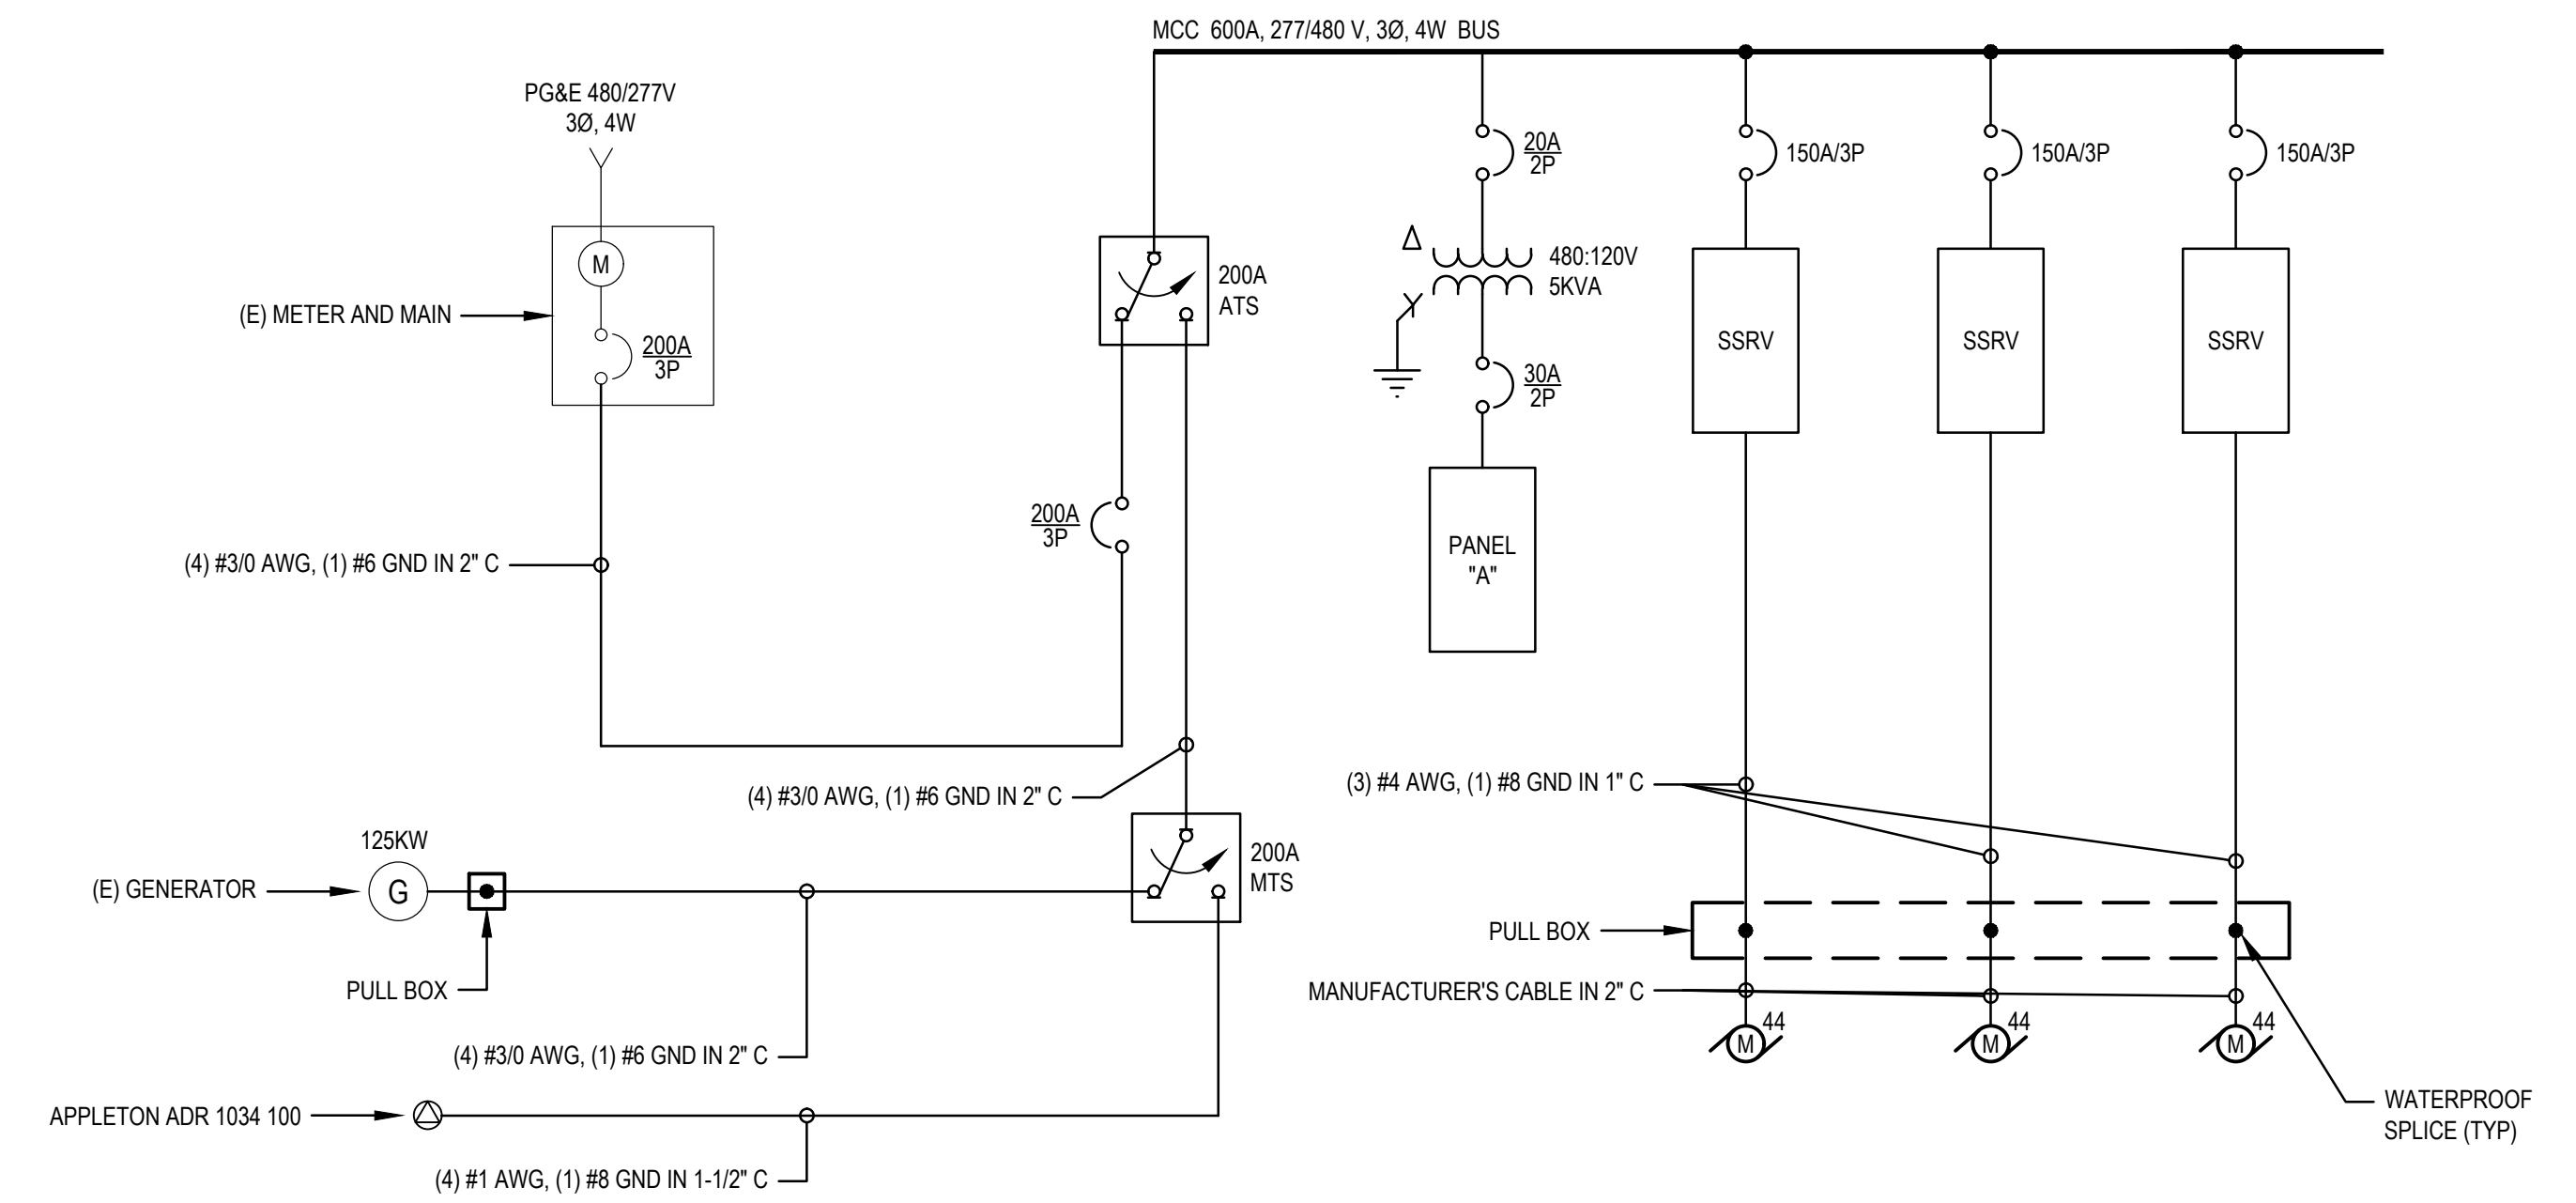 MCC 600A, 277/480 V, 3Ø, 4W BUS
PG&E 480/277V
3Ø, 4W
M
(E) METER AND MAIN
200A
3P
(4) #3/0 AWG, (1) #6 GND IN 2" C
200A
ATS
200A
3P
(4) #3/0 AWG, (1) #6 GND IN 2" C
200A
MTS
125KW
(E) GENERATOR
G
PULL BOX
(4) #3/0 AWG, (1) #6 GND IN 2" C
APPLETON ADR 1034 100
(4) #1 AWG, (1) #8 GND IN 1-1/2" C
20A
2P
Δ
480:120V
5KVA
Y
30A
2P
PANEL
"A"
150A/3P
150A/3P
150A/3P
SSRV
SSRV
SSRV
(3) #4 AWG, (1) #8 GND IN 1" C
PULL BOX
MANUFACTURER'S CABLE IN 2" C
44
44
44
M
M
M
WATERPROOF
SPLICE (TYP)